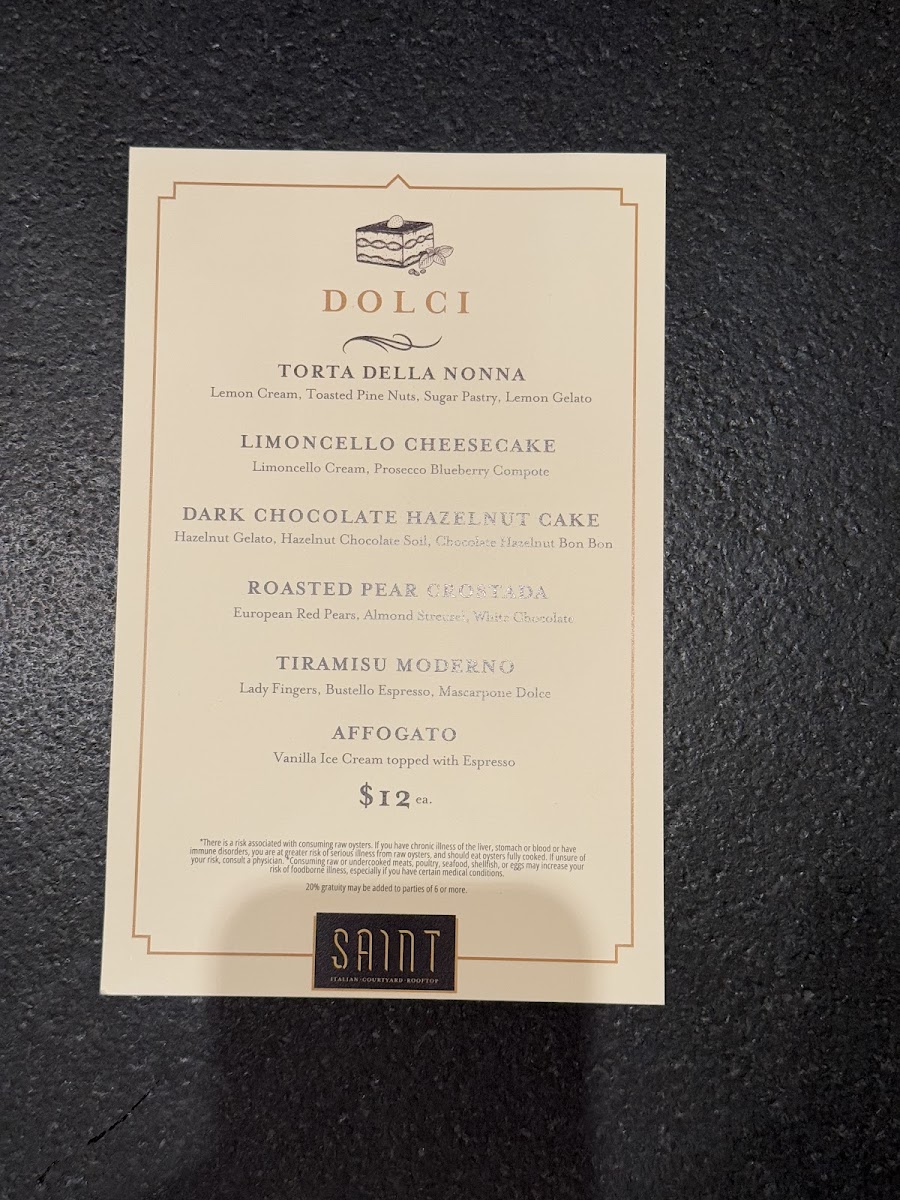 DOLCI
TORTA DELLA NONNA
Lemon Cream, Toasted Pine Nuts, Sugar Pastry, Lemon Gelato
LIMONCELLO CHEESECAKE
Limoncello Cream, Prosecco Blueberry Compote
DARK CHOCOLATE HAZELNUT CAKE
Hazelnut Gelato, Hazelnut Chocolate Soil, Chocolate Hazelnut Bon Bon
ROASTED PEAR CROSTADA
European Red Pears, Almond Streuzel, White Chocolate
TIRAMISU MODERNO
Lady Fingers, Bustello Espresso, Mascarpone Dolce
AFFOGATO
Vanilla Ice Cream topped with Espresso
$12 ea.
*There is a risk associated with consuming raw oysters. If you have chronic illness of the liver, stomach or blood or have
immune disorders, you are at greater risk of serious illness from raw oysters, and should eat oysters fully cooked. If unsure of
your risk, consult a physician. *Consuming raw or undercooked meats, poultry, seafood, shellfish, or eggs may increase your
risk of foodborne illness, especially if you have certain medical conditions.
20% gratuity may be added to parties of 6 or more.
SAINT
ITALIAN·COURTYARD·ROOFTOP